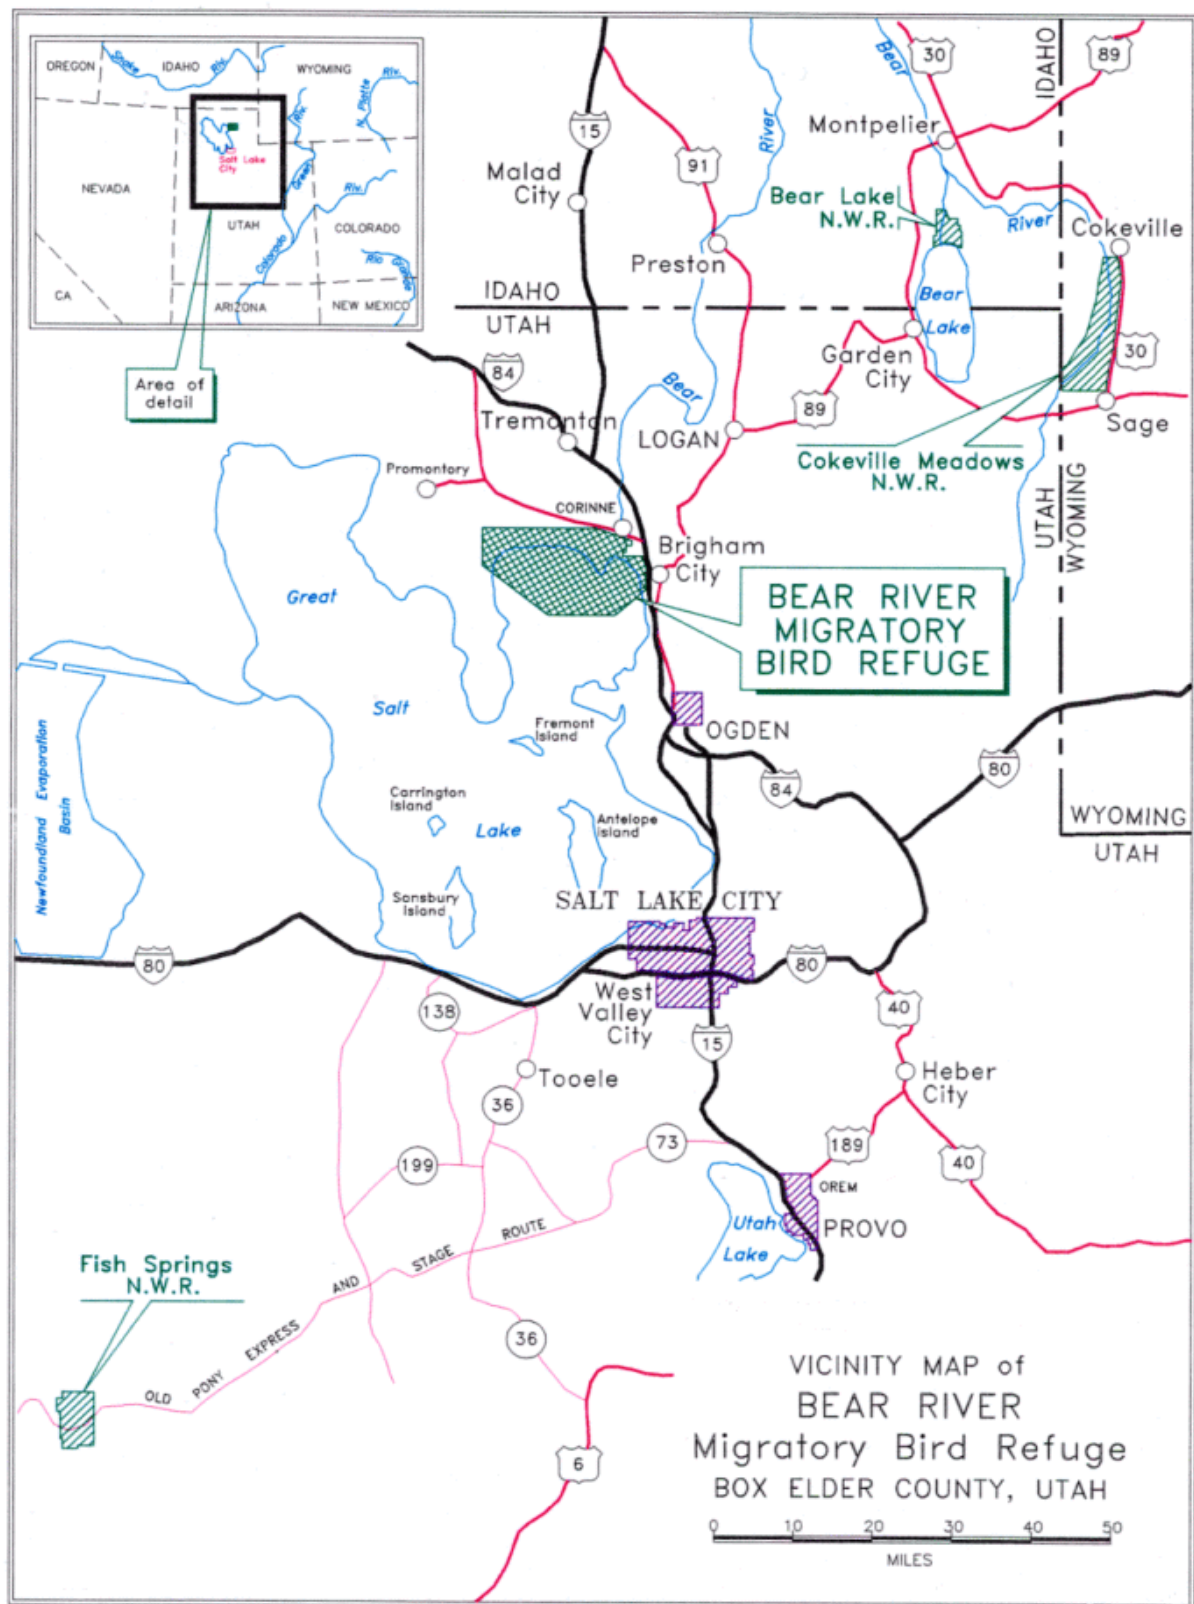 OREGON
Snake
IDAHO
Riv.
WYOMING
Riv.
N. Platte
Riv.
Salt Lake
City
Green
NEVADA
Riv.
UTAH
COLORADO
Colorado
Rio Grande
CA
ARIZONA
NEW MEXICO
Area of
detail
15
91
Bear
River
Bear
River
30
89
IDAHO
Montpelier
Malad
City
Bear Lake
N.W.R.
Cokeville
Preston
IDAHO
UTAH
Bear
Lake
Garden
City
30
84
Bear
Tremonton
LOGAN
89
Sage
Cokeville Meadows
N.W.R.
Promontory
CORINNE
UTAH
WYOMING
Brigham
City
Great
BEAR RIVER
MIGRATORY
BIRD REFUGE
Salt
Fremont
Island
OGDEN
Newfoundland Evaporation
Basin
80
84
Carrington
Island
Lake
Antelope
Island
WYOMING
UTAH
Sansbury
Island
SALT LAKE CITY
80
80
West
Valley
City
138
40
15
Tooele
Heber
City
36
73
189
199
40
OREM
Utah
Lake
PROVO
Fish Springs
N.W.R.
OLD PONY EXPRESS AND STAGE ROUTE
36
6
VICINITY MAP of
BEAR RIVER
Migratory Bird Refuge
BOX ELDER COUNTY, UTAH
0 10 20 30 40 50
MILES